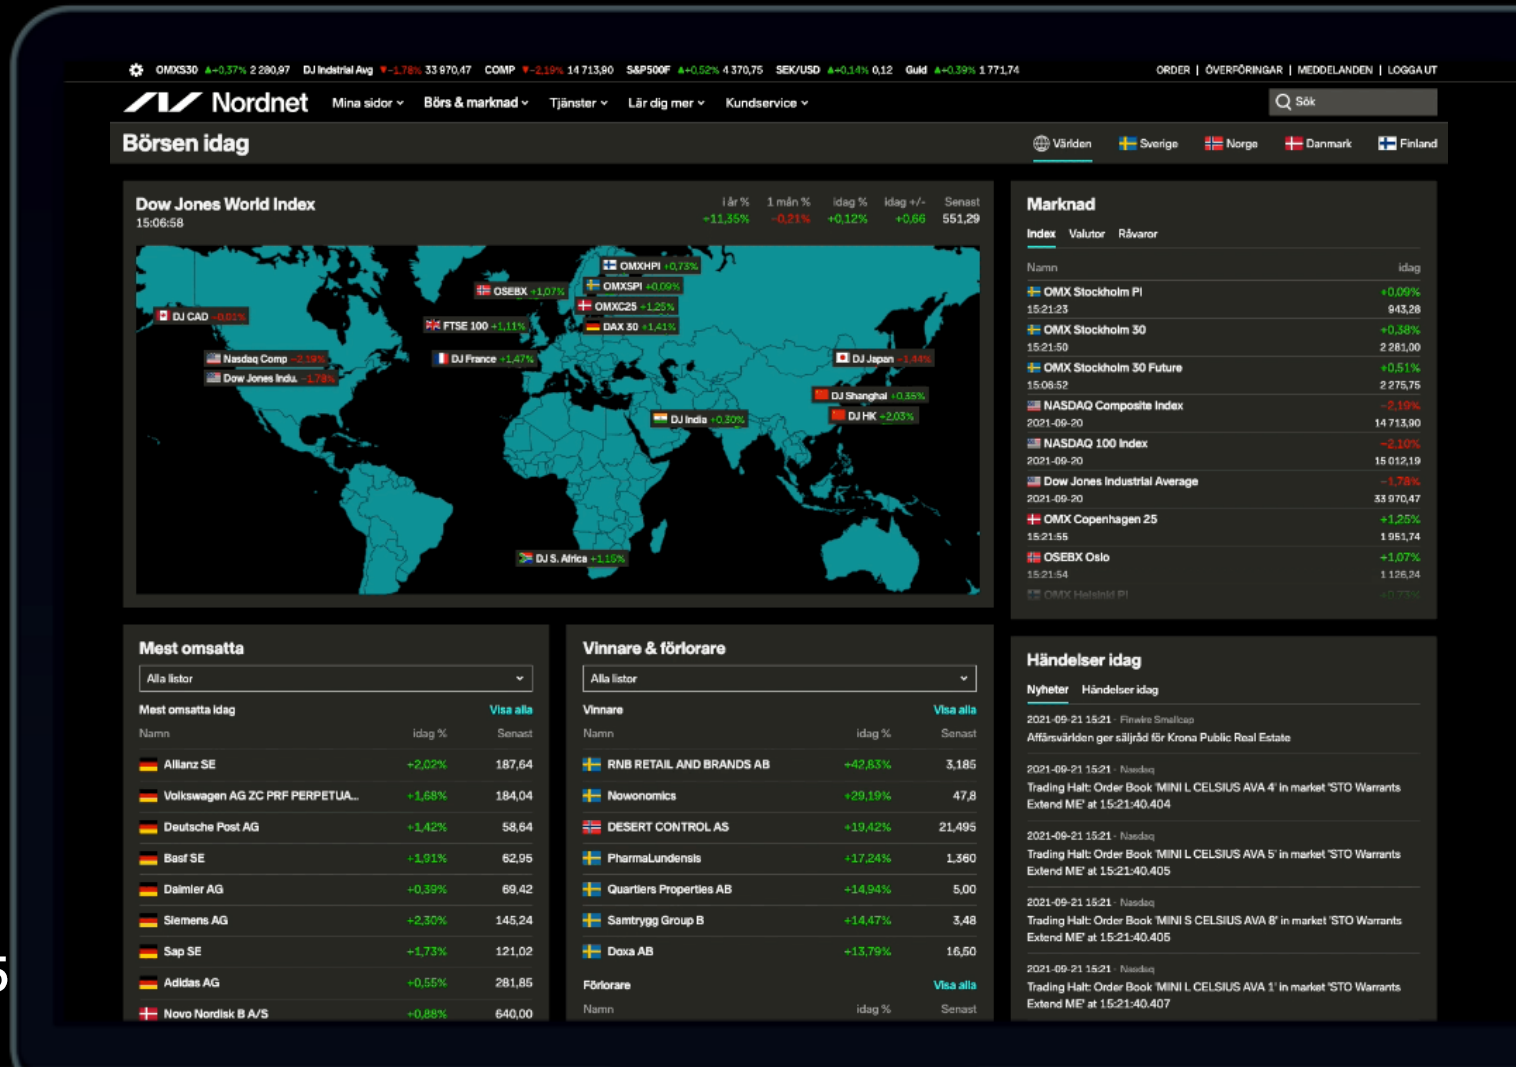 OMXS30 ▲+0,37% 2 280,97 DJ Indstrial Avg ▼-1,78% 33 970,47 COMP ▼-2,19% 14 713,90 S&P500F ▲+0,52% 4 370,75 SEK/USD ▲+0,14% 0,12 Guld ▲+0,39% 1 771,74 ORDER | ÖVERFÖRINGAR | MEDDELANDEN | LOGGA UT
Nordnet Mina sidor Börs & marknad Tjänster Lär dig mer Kundservice Sök
Börsen idag Världen Sverige Norge Danmark Finland
Dow Jones World Index
15:06:58
i år % 1 mån % idag % idag +/- Senast
+11,35% -0,21% +0,12% +0,66 551,29
OMXHPI +0,73%
OMXSPI +0,09%
OSEBX +1,07%
OMXC25 +1,25%
DJ CAD -0,01%
FTSE 100 +1,11%
DAX 30 +1,41%
Nasdaq Comp -2,19%
DJ France +1,47%
DJ Japan -1,44%
Dow Jones Indu. -1,78%
DJ Shanghai +0,35%
DJ India +0,30%
DJ HK +2,03%
DJ S. Africa +1,15%
Marknad
Index Valutor Råvaror
Namn idag
OMX Stockholm PI +0,09%
15:21:23 943,28
OMX Stockholm 30 +0,38%
15:21:50 2 281,00
OMX Stockholm 30 Future +0,51%
15:06:52 2 275,75
NASDAQ Composite Index -2,19%
2021-09-20 14 713,90
NASDAQ 100 Index -2,10%
2021-09-20 15 012,19
Dow Jones Industrial Average -1,78%
2021-09-20 33 970,47
OMX Copenhagen 25 +1,25%
15:21:55 1 951,74
OSEBX Oslo +1,07%
15:21:54 1 126,24
OMX Helsinki PI +0,73%
Mest omsatta
Alla listor
Mest omsatta idag Visa alla
Namn idag % Senast
Allianz SE +2,02% 187,64
Volkswagen AG ZC PRF PERPETUA... +1,68% 184,04
Deutsche Post AG +1,42% 58,64
Basf SE +1,91% 62,95
Daimler AG +0,39% 69,42
Siemens AG +2,30% 145,24
Sap SE +1,73% 121,02
Adidas AG +0,55% 281,85
Novo Nordisk B A/S +0,88% 640,00
Vinnare & förlorare
Alla listor
Vinnare Visa alla
Namn idag % Senast
RNB RETAIL AND BRANDS AB +42,83% 3,185
Nowonomics +29,19% 47,8
DESERT CONTROL AS +19,42% 21,495
PharmaLundensis +17,24% 1,360
Quartiers Properties AB +14,94% 5,00
Samtrygg Group B +14,47% 3,48
Doxa AB +13,79% 16,50
Förlorare Visa alla
Namn idag % Senast
Händelser idag
Nyheter Händelser idag
2021-09-21 15:21 · Finwire Smallcap
Affärsvärlden ger säljråd för Krona Public Real Estate
2021-09-21 15:21 · Nasdaq
Trading Halt: Order Book 'MINI L CELSIUS AVA 4' in market 'STO Warrants
Extend ME' at 15:21:40.404
2021-09-21 15:21 · Nasdaq
Trading Halt: Order Book 'MINI L CELSIUS AVA 5' in market 'STO Warrants
Extend ME' at 15:21:40.405
2021-09-21 15:21 · Nasdaq
Trading Halt: Order Book 'MINI S CELSIUS AVA 8' in market 'STO Warrants
Extend ME' at 15:21:40.405
2021-09-21 15:21 · Nasdaq
Trading Halt: Order Book 'MINI L CELSIUS AVA 1' in market 'STO Warrants
Extend ME' at 15:21:40.407
5